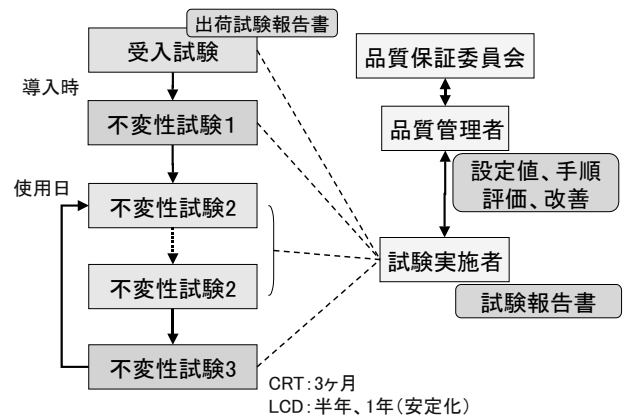 出荷試験報告書
受入試験
導入時
不変性試験1
使用日
不変性試験2
不変性試験2
不変性試験3
CRT:3ヶ月
LCD:半年、1年(安定化)
品質保証委員会
品質管理者
設定値、手順
評価、改善
試験実施者
試験報告書